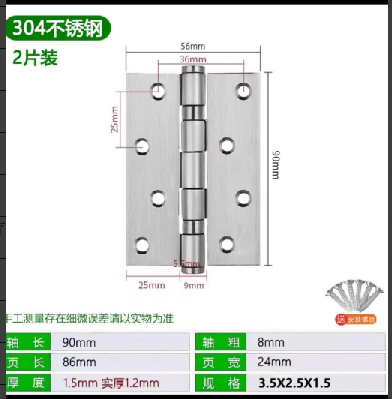 304不锈钢
2片装
56mm
36mm
25mm
90mm
5.6mm
25mm
9mm
送 安装螺丝
手工测量存在细微误差请以实物为准
轴 长 90mm 轴 粗 8mm
页 长 86mm 页 宽 24mm
厚 度 1.5mm 实厚1.2mm 规 格 3.5X2.5X1.5